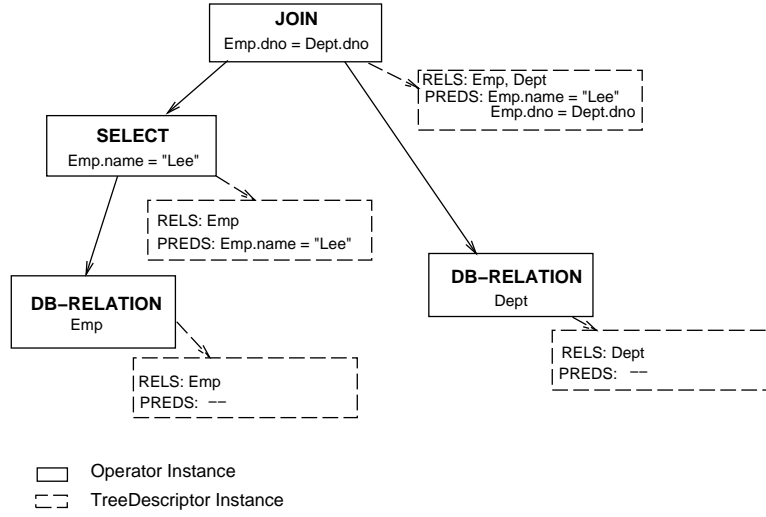 JOIN
Emp.dno = Dept.dno
RELS: Emp, Dept
PREDS: Emp.name = "Lee"
Emp.dno = Dept.dno
SELECT
Emp.name = "Lee"
RELS: Emp
PREDS: Emp.name = "Lee"
DB−RELATION
Emp
DB−RELATION
Dept
RELS: Emp
PREDS: −−
RELS: Dept
PREDS: −−
Operator Instance
TreeDescriptor Instance